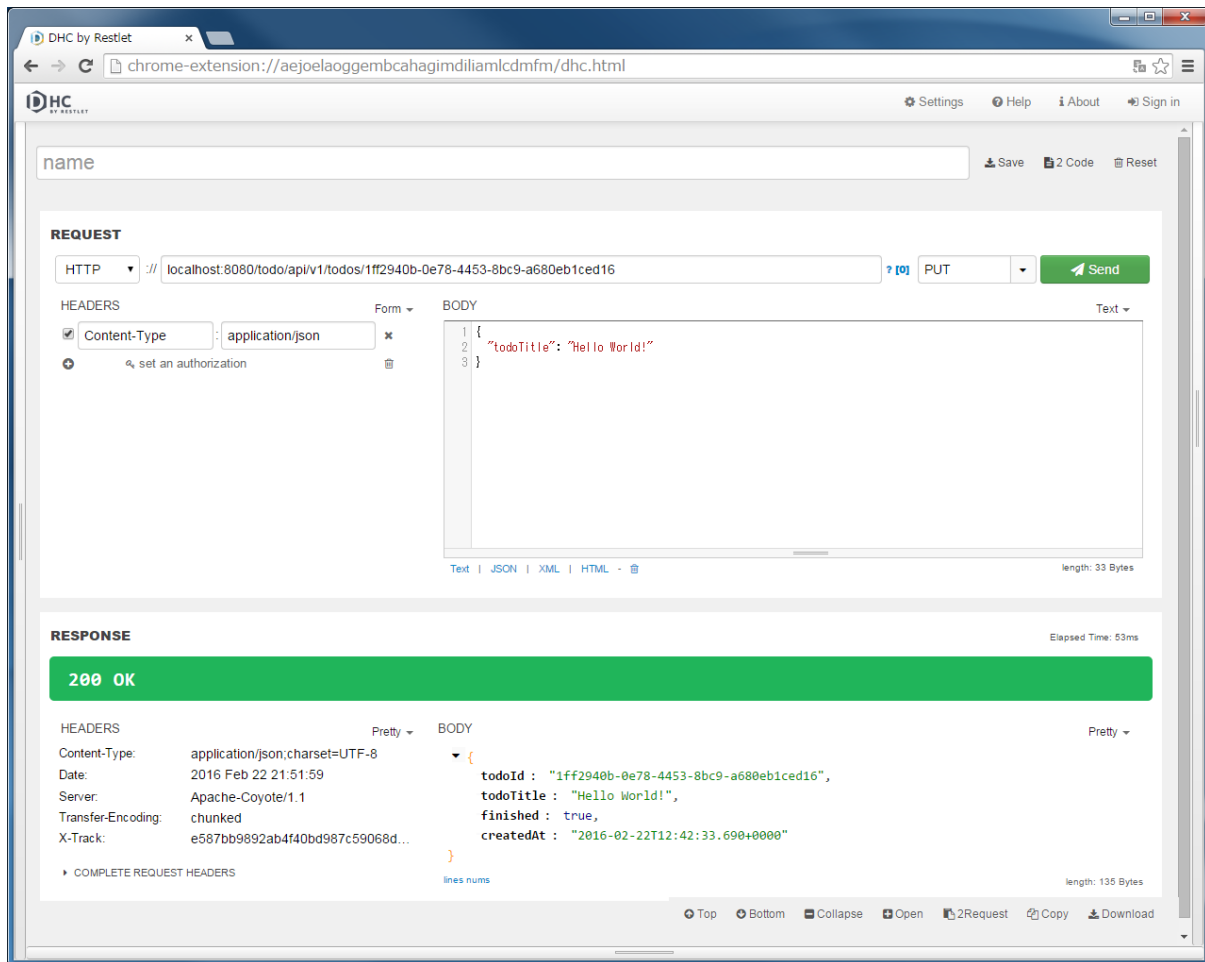 DHC by Restlet
chrome-extension://aejoelaoggembcahagimdiliamlcdmfm/dhc.html
DHC BY RESTLET
Settings Help About Sign in
name
Save 2 Code Reset
REQUEST
HTTP :// localhost:8080/todo/api/v1/todos/1ff2940b-0e78-4453-8bc9-a680eb1ced16 ? [0] PUT Send
HEADERS Form BODY Text
Content-Type : application/json
set an authorization
1 {
2 "todoTitle": "Hello World!"
3 }
Text | JSON | XML | HTML - length: 33 Bytes
RESPONSE Elapsed Time: 53ms
200 OK
HEADERS Pretty BODY Pretty
Content-Type: application/json;charset=UTF-8
Date: 2016 Feb 22 21:51:59
Server: Apache-Coyote/1.1
Transfer-Encoding: chunked
X-Track: e587bb9892ab4f40bd987c59068d...
COMPLETE REQUEST HEADERS
{
todoId : "1ff2940b-0e78-4453-8bc9-a680eb1ced16",
todoTitle : "Hello World!",
finished : true,
createdAt : "2016-02-22T12:42:33.690+0000"
}
lines nums length: 135 Bytes
Top Bottom Collapse Open 2Request Copy Download